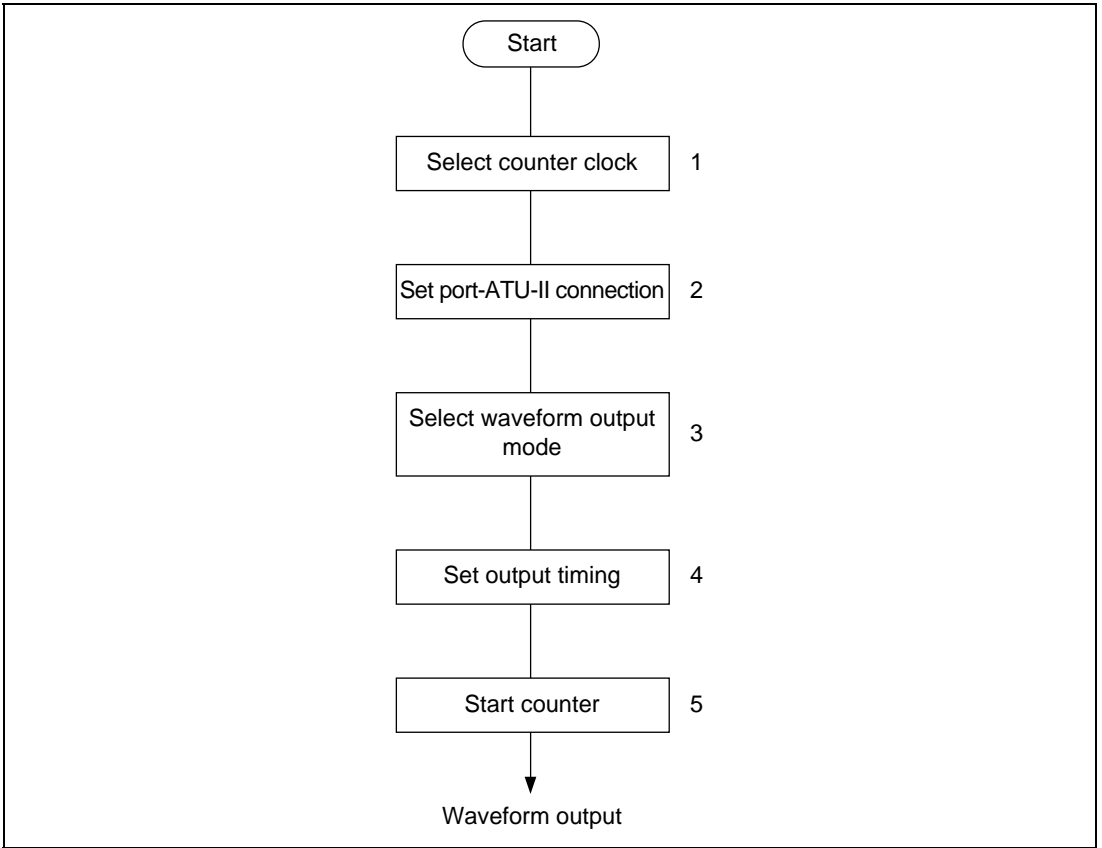 Start
Select counter clock 1
Set port-ATU-II connection 2
Select waveform output
mode
3
Set output timing 4
Start counter 5
Waveform output